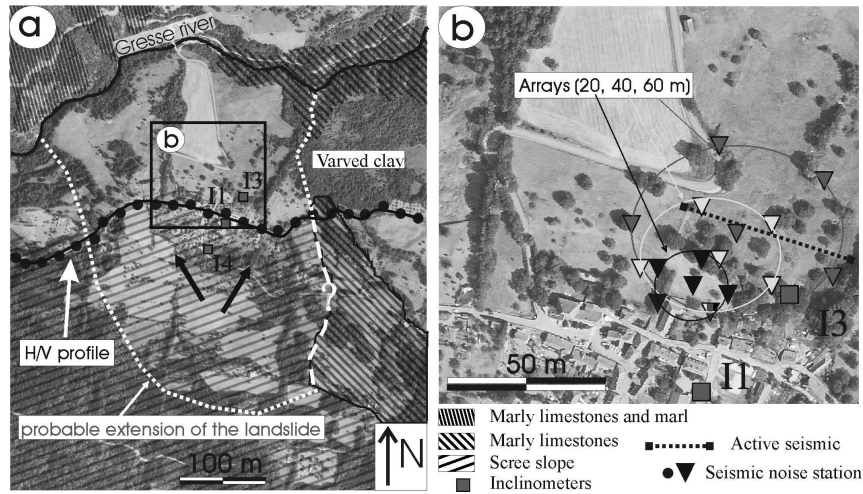 a
Gresse river
b
Varved clay
I1
I3
I4
H/V profile
?
probable extension of the landslide
100 m
N
b
Arrays (20, 40, 60 m)
I3
50 m
I1
Marly limestones and marl
Marly limestones
Scree slope
Inclinometers
Active seismic
Seismic noise station